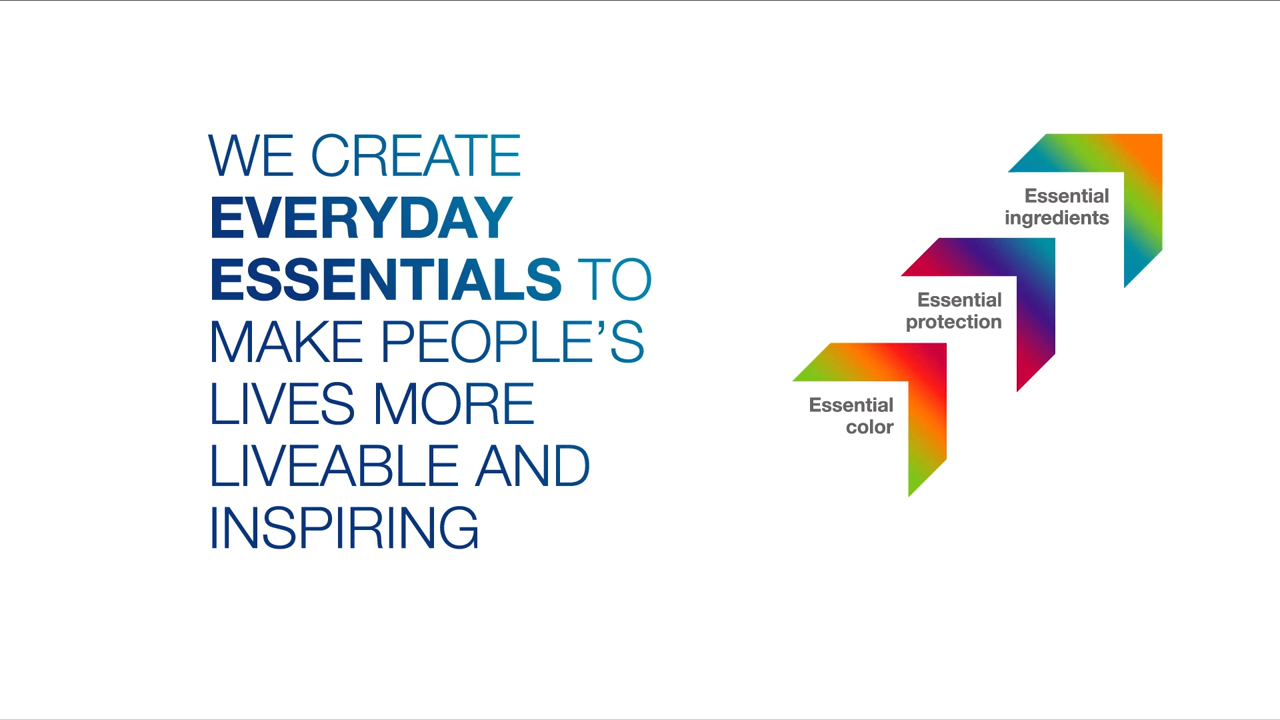 WE CREATE
EVERYDAY
ESSENTIALS TO
MAKE PEOPLE’S
LIVES MORE
LIVEABLE AND
INSPIRING
Essential
ingredients
Essential
protection
Essential
color